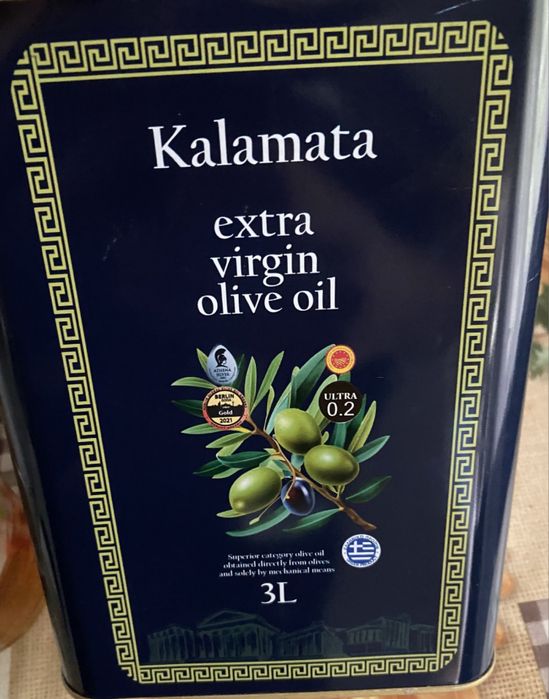 Kalamata
extra
virgin
olive oil
ATHENA
SILVER
BERLIN
Gold
2021
ULTRA
0.2
Superior category olive oil
obtained directly from olives
and solely by mechanical means
3L